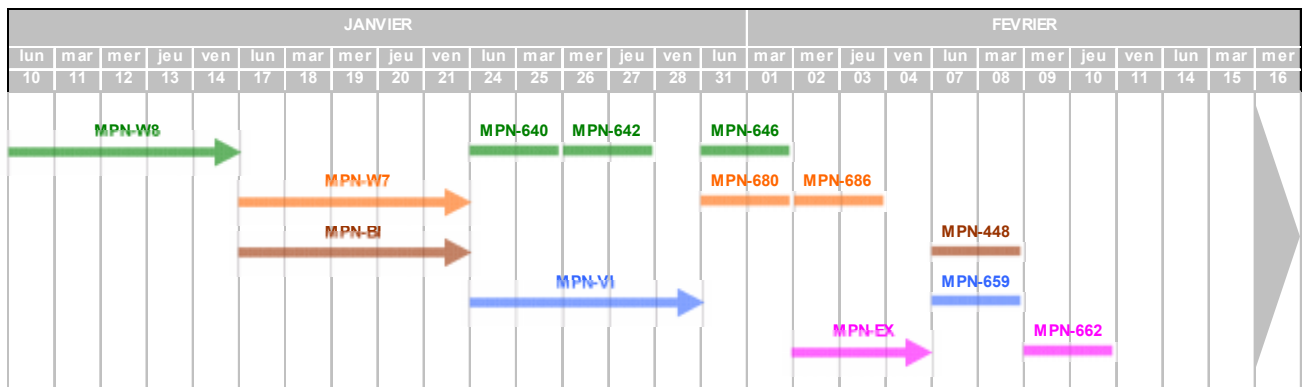 JANVIER FEVRIER
lun mar mer jeu ven lun mar mer jeu ven lun mar mer jeu ven lun mar mer jeu ven lun mar mer jeu ven lun mar mer
10 11 12 13 14 17 18 19 20 21 24 25 26 27 28 31 01 02 03 04 07 08 09 10 11 14 15 16
MPN-W8 MPN-640 MPN-642 MPN-646
MPN-W7 MPN-680 MPN-686
MPN-BI MPN-448
MPN-VI MPN-659
MPN-EX MPN-662